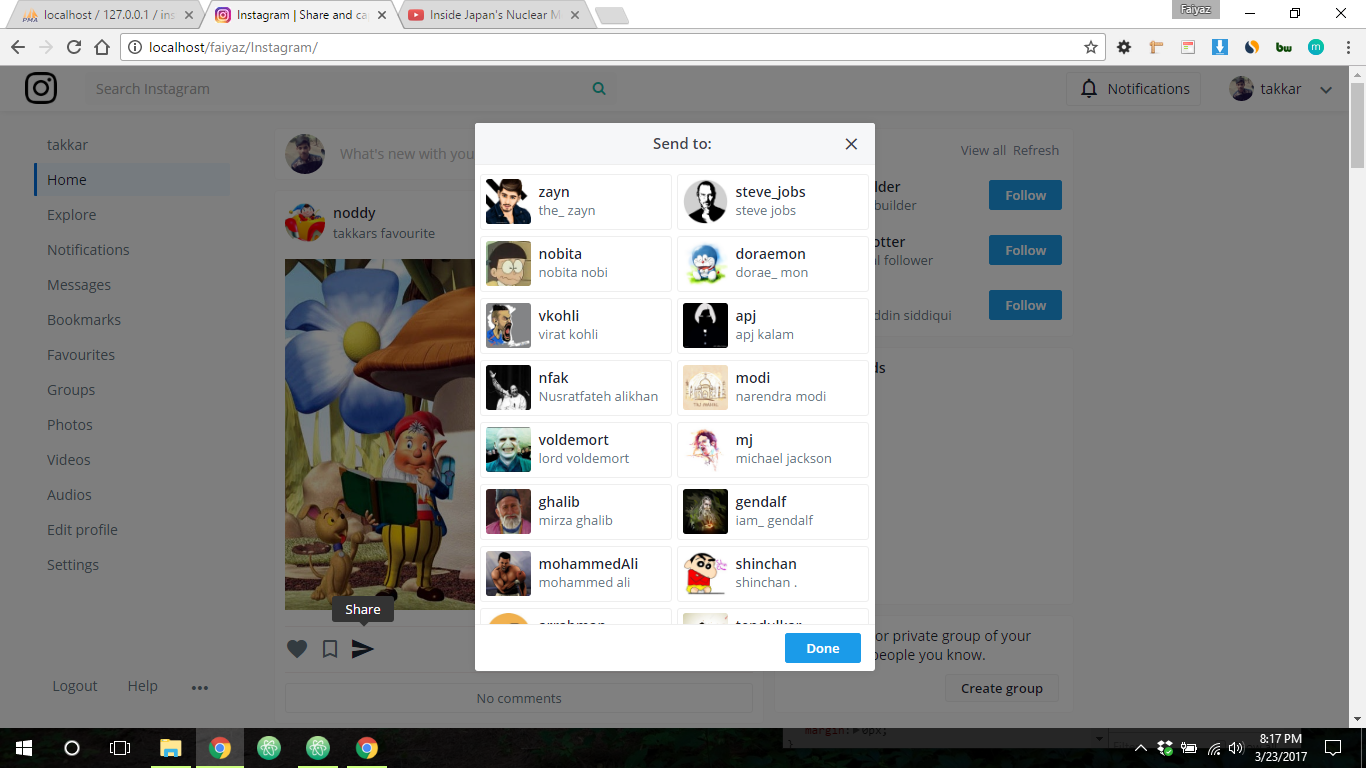 localhost / 127.0.0.1 / ins
Instagram | Share and ca
Inside Japan's Nuclear M
Faiyaz
localhost/faiyaz/Instagram/
Search Instagram
Notifications
takkar
takkar
Home
Explore
Notifications
Messages
Bookmarks
Favourites
Groups
Photos
Videos
Audios
Edit profile
Settings
Logout
Help
What's new with you
noddy
takkars favourite
Share
No comments
Send to:
zayn
the_ zayn
steve_jobs
steve jobs
nobita
nobita nobi
doraemon
dorae_ mon
vkohli
virat kohli
apj
apj kalam
nfak
Nusratfateh alikhan
modi
narendra modi
voldemort
lord voldemort
mj
michael jackson
ghalib
mirza ghalib
gendalf
iam_ gendalf
mohammedAli
mohammed ali
shinchan
shinchan .
Done
View all Refresh
lder
builder
Follow
otter
al follower
Follow
ddin siddiqui
Follow
ds
or private group of your
people you know.
Create group
8:17 PM
3/23/2017